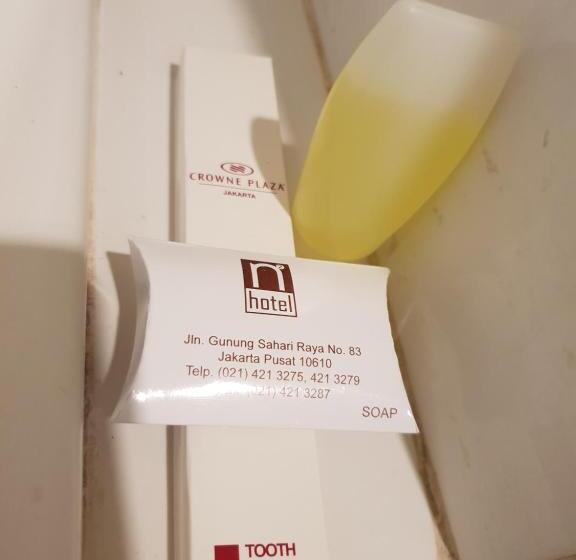 CROWNE PLAZA
JAKARTA
n
hotel
Jln. Gunung Sahari Raya No. 83
Jakarta Pusat 10610
Telp. (021) 421 3275, 421 3279
(021) 421 3287
SOAP
TOOTH